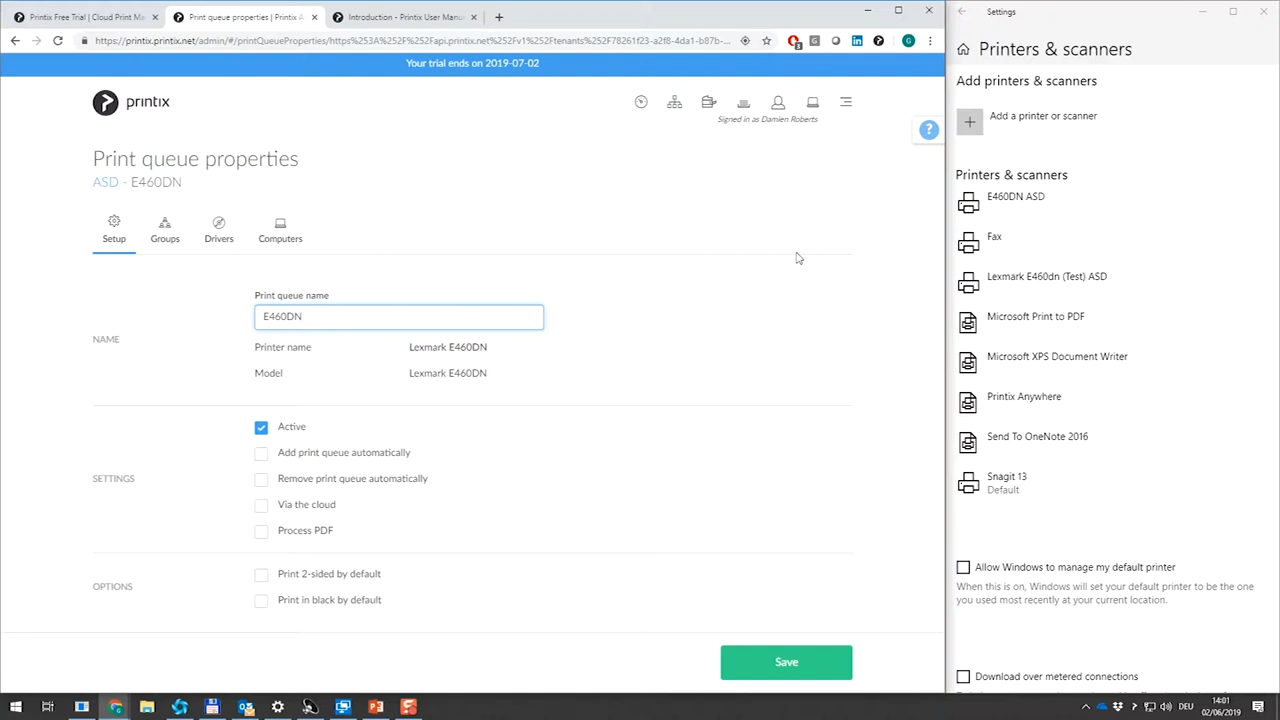 Printix Free Trial | Cloud Print Ma
Print queue properties | Printix A
Introduction - Printix User Manu
https://printix.printix.net/admin/#/printQueueProperties/https%253A%252F%252Fapi.printix.net%252Fv1%252Ftenants%252F78261f23-a2f8-4da1-b87b-...
Your trial ends on 2019-07-02
printix
Signed in as Damien Roberts
?
Print queue properties
ASD - E460DN
Setup
Groups
Drivers
Computers
Print queue name
E460DN
NAME
Printer name
Lexmark E460DN
Model
Lexmark E460DN
Active
Add print queue automatically
SETTINGS
Remove print queue automatically
Via the cloud
Process PDF
Print 2-sided by default
OPTIONS
Print in black by default
Save
Settings
Printers & scanners
Add printers & scanners
Add a printer or scanner
Printers & scanners
E460DN ASD
Fax
Lexmark E460dn (Test) ASD
Microsoft Print to PDF
Microsoft XPS Document Writer
Printix Anywhere
Send To OneNote 2016
Snagit 13
Default
Allow Windows to manage my default printer
When this is on, Windows will set your default printer to be the one
you used most recently at your current location.
Download over metered connections
DEU
14:01
02/06/2019